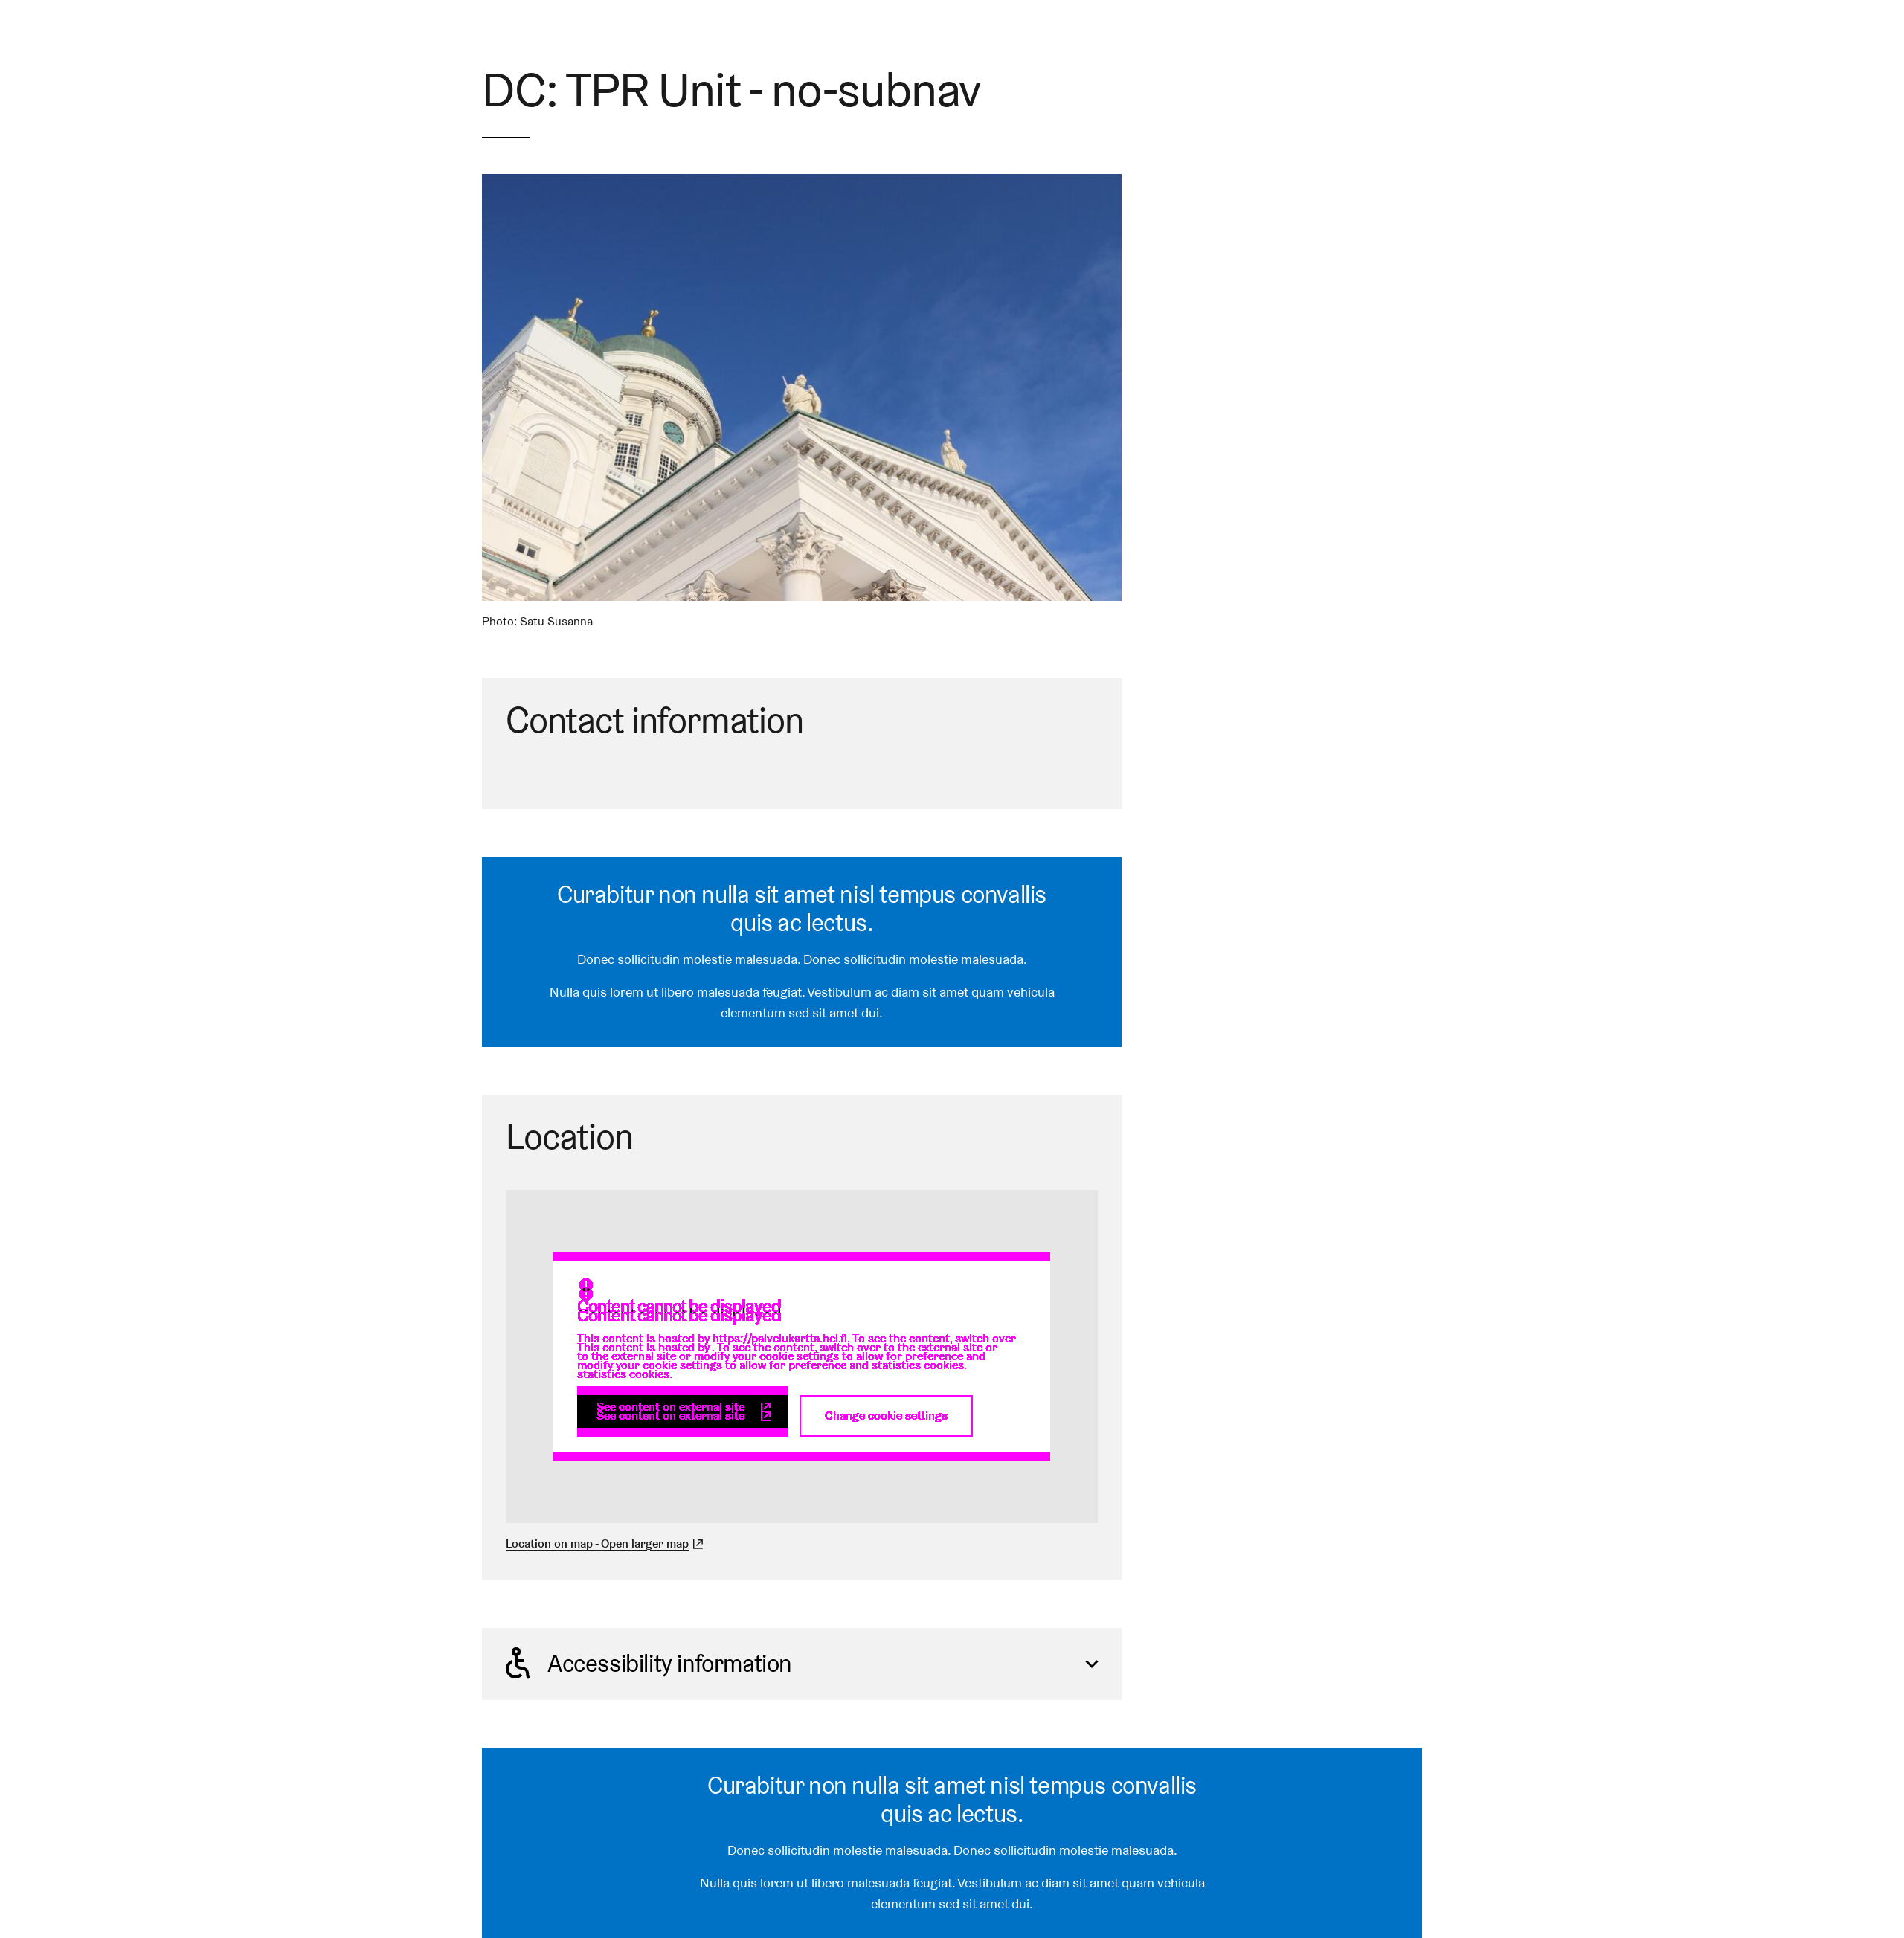 DC: TPR Unit - no-subnav
Photo: Satu Susanna
Contact information
Curabitur non nulla sit amet nisl tempus convallis
quis ac lectus.
Donec sollicitudin molestie malesuada. Donec sollicitudin molestie malesuada.
Nulla quis lorem ut libero malesuada feugiat. Vestibulum ac diam sit amet quam vehicula
elementum sed sit amet dui.
Location
Content cannot be displayed
Content cannot be displayed
This content is hosted by https://palvelukartta.hel.fi. To see the content, switch over
This content is hosted by . To see the content, switch over to the external site or
to the external site or modify your cookie settings to allow for preference and
modify your cookie settings to allow for preference and statistics cookies.
statistics cookies.
See content on external site
See content on external site
Change cookie settings
Location on map - Open larger map
Accessibility information
Curabitur non nulla sit amet nisl tempus convallis
quis ac lectus.
Donec sollicitudin molestie malesuada. Donec sollicitudin molestie malesuada.
Nulla quis lorem ut libero malesuada feugiat. Vestibulum ac diam sit amet quam vehicula
elementum sed sit amet dui.